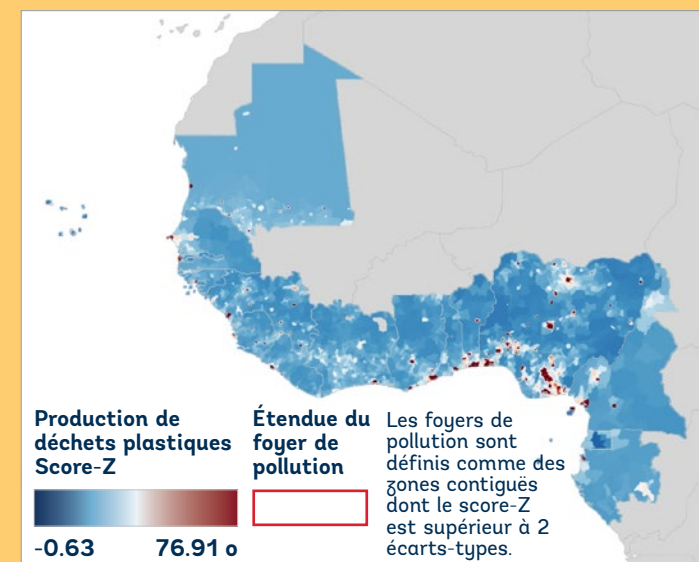 Production de
déchets plastiques
Score-Z
-0.63 76.91 o
Étendue du
foyer de
pollution
Les foyers de
pollution sont
définis comme des
zones contiguës
dont le score-Z
est supérieur à 2
écarts-types.